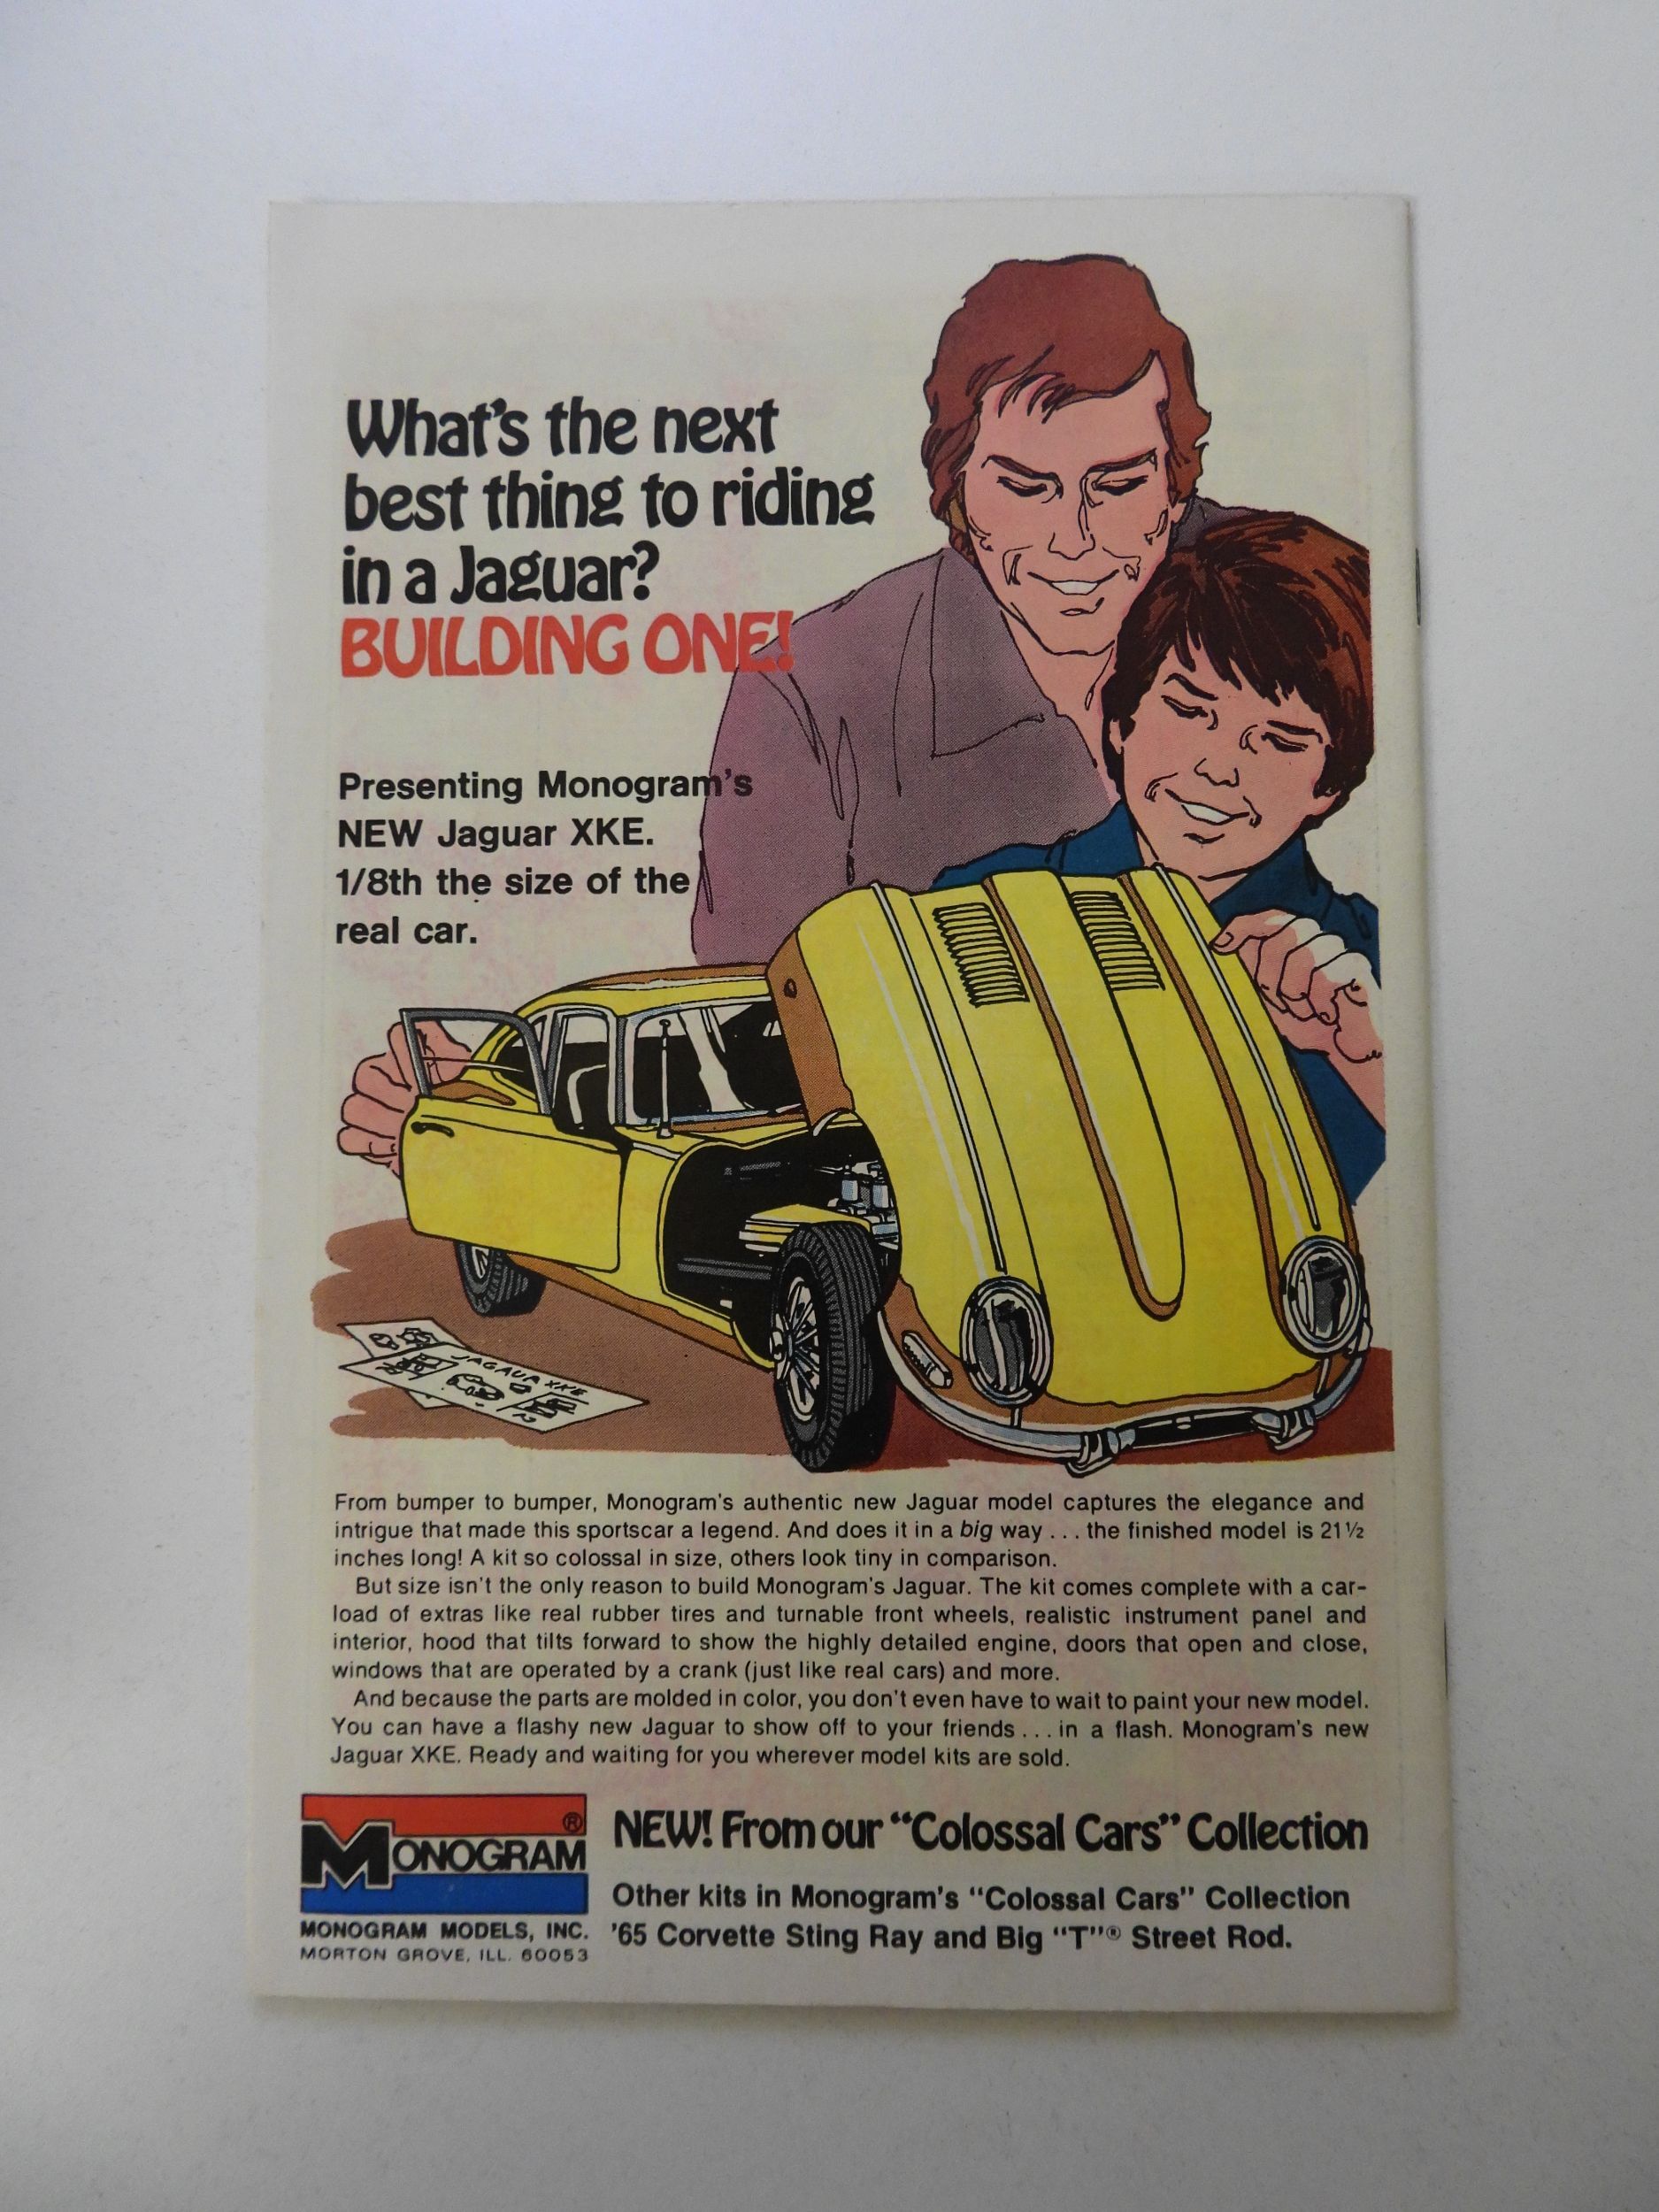 What's the next
best thing to riding
in a Jaguar?
BUILDING ONE!
Presenting Monogram's
NEW Jaguar XKE.
1/8th the size of the
real car.
JAGAUR XKE
From bumper to bumper, Monogram's authentic new Jaguar model captures the elegance and
intrigue that made this sportscar a legend. And does it in a big way . . . the finished model is 21½
inches long! A kit so colossal in size, others look tiny in comparison.
But size isn't the only reason to build Monogram's Jaguar. The kit comes complete with a car-
load of extras like real rubber tires and turnable front wheels, realistic instrument panel and
interior, hood that tilts forward to show the highly detailed engine, doors that open and close,
windows that are operated by a crank (just like real cars) and more.
And because the parts are molded in color, you don't even have to wait to paint your new model.
You can have a flashy new Jaguar to show off to your friends . . . in a flash. Monogram's new
Jaguar XKE. Ready and waiting for you wherever model kits are sold.
MONOGRAM ®
MONOGRAM MODELS, INC.
MORTON GROVE, ILL. 60053
NEW! From our “Colossal Cars” Collection
Other kits in Monogram's “Colossal Cars” Collection
'65 Corvette Sting Ray and Big “T”® Street Rod.